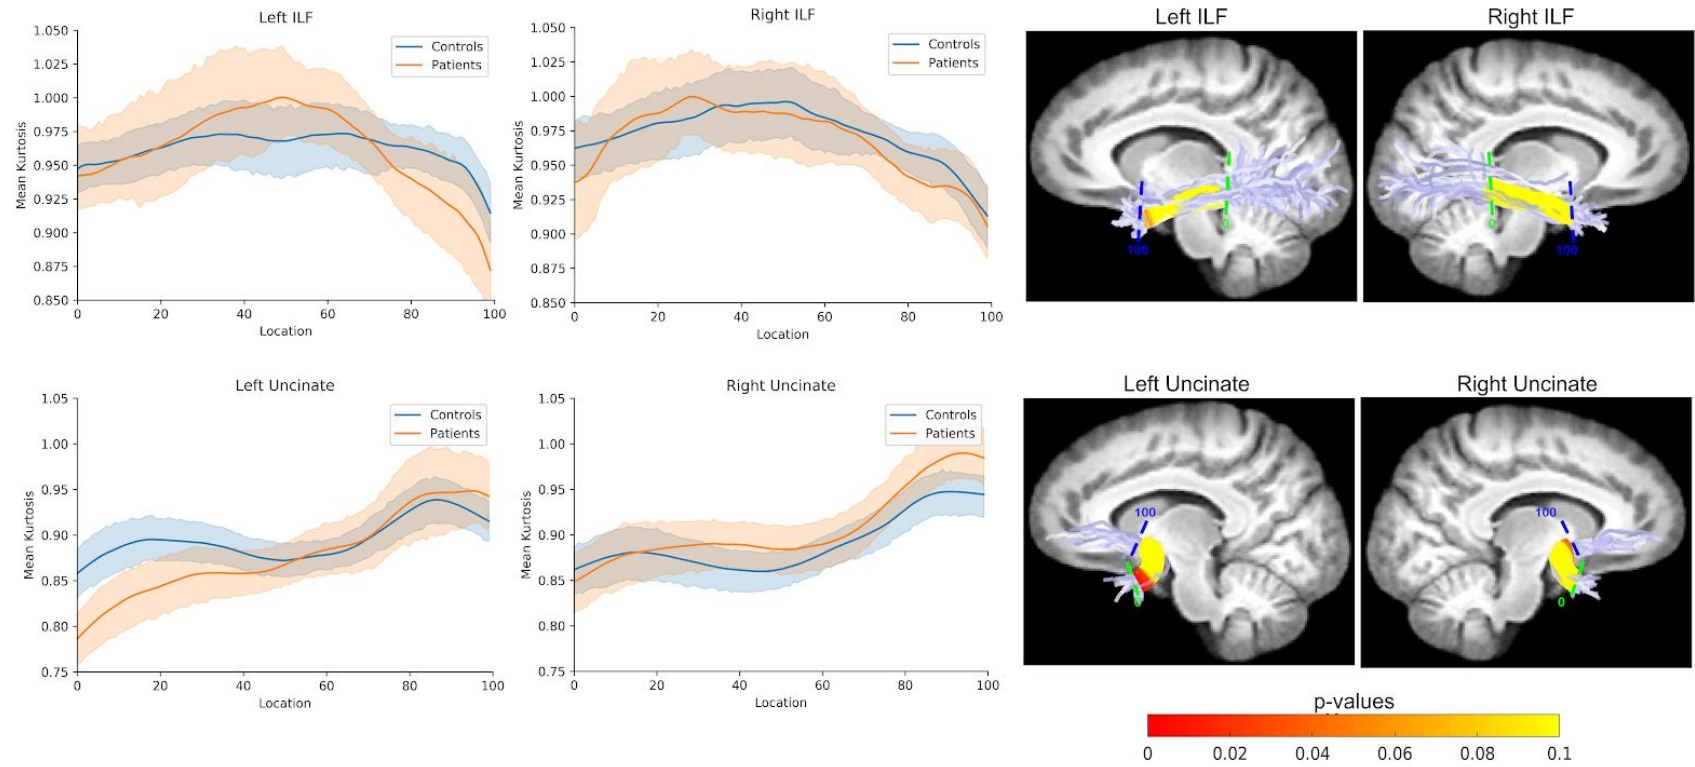 Left ILF
1.050
1.025
1.000
0.975
0.950
0.925
0.900
0.875
0.850
Mean Kurtosis
Controls
Patients
0 20 40 60 80 100
Location
Right ILF
1.050
1.025
1.000
0.975
0.950
0.925
0.900
0.875
0.850
Mean Kurtosis
Controls
Patients
0 20 40 60 80 100
Location
Left ILF
100
0
Right ILF
0
100
Left Uncinate
1.05
1.00
0.95
0.90
0.85
0.80
0.75
Mean Kurtosis
Controls
Patients
0 20 40 60 80 100
Location
Right Uncinate
1.05
1.00
0.95
0.90
0.85
0.80
0.75
Mean Kurtosis
Controls
Patients
0 20 40 60 80 100
Location
Left Uncinate
100
0
Right Uncinate
100
0
p-values
0 0.02 0.04 0.06 0.08 0.1